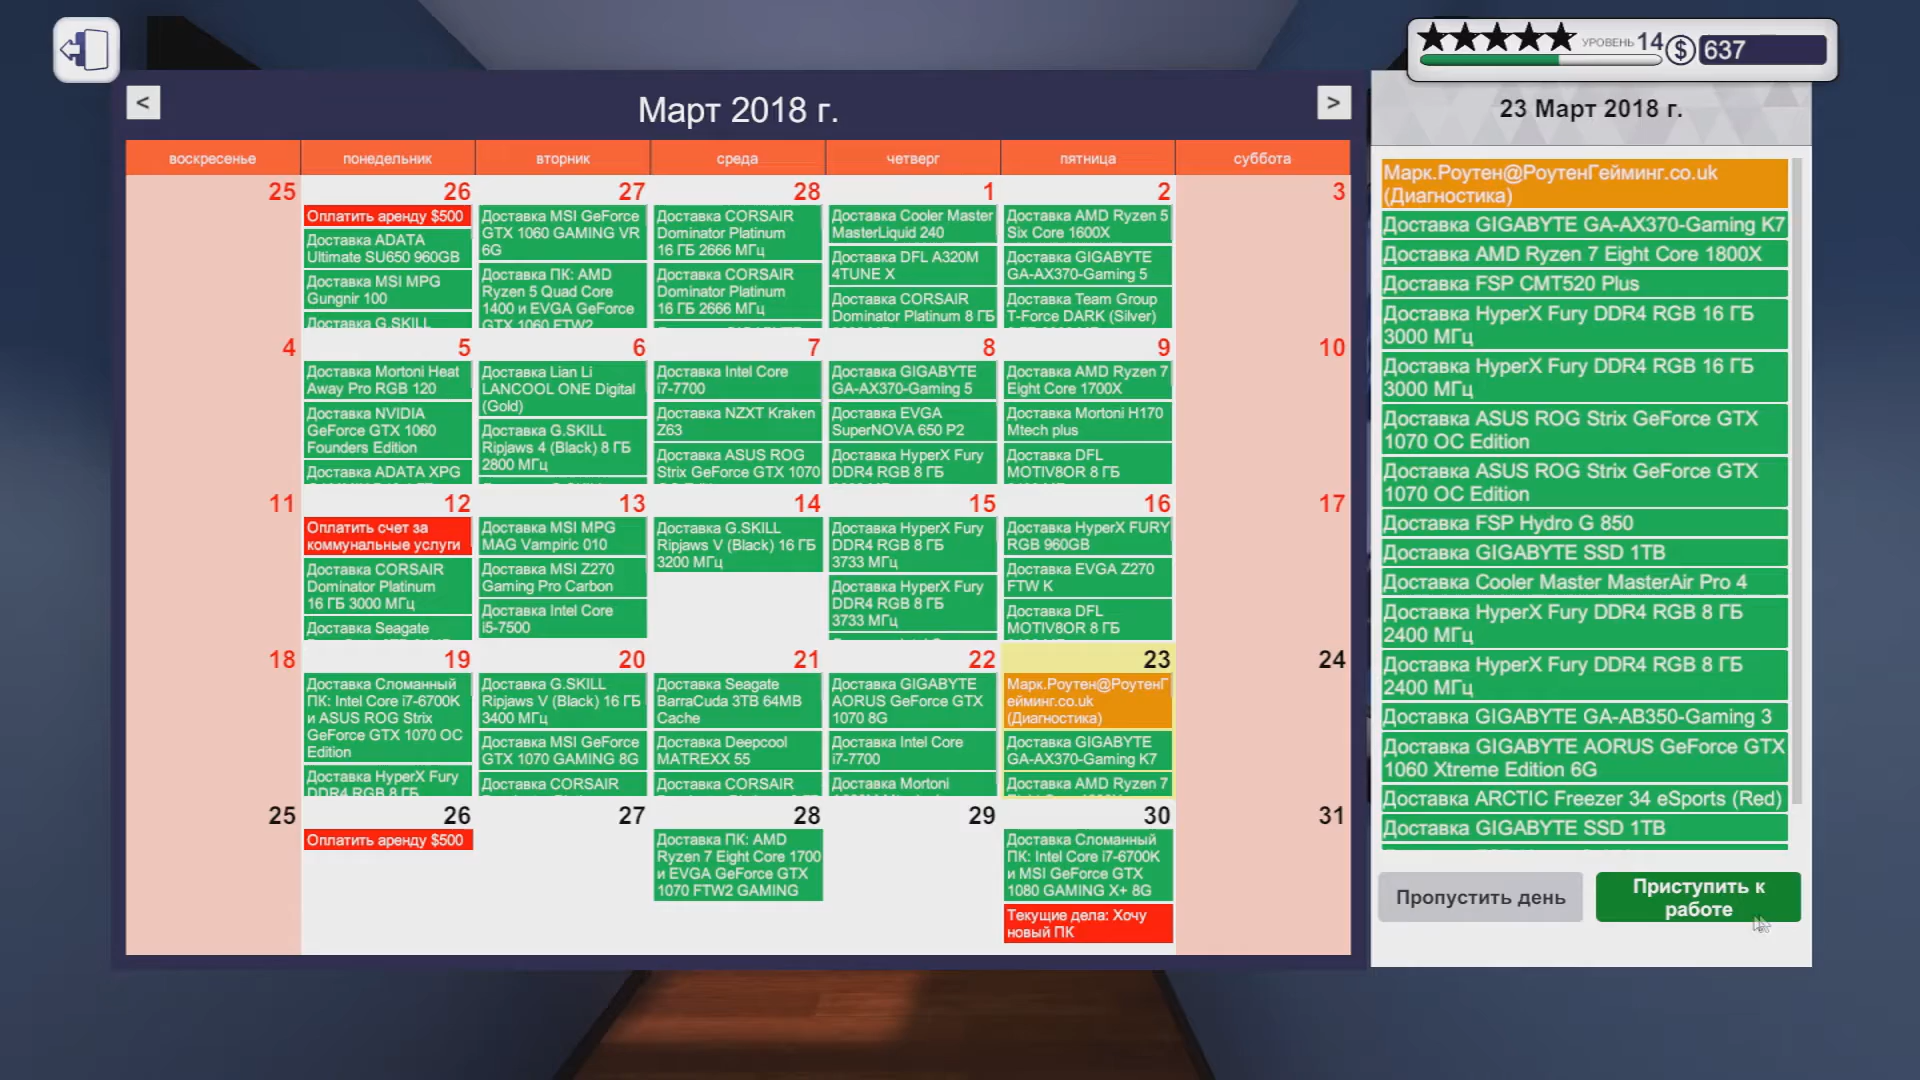 УРОВЕНЬ 14
$ 637
<
Март 2018 г.
>
воскресенье
понедельник
вторник
среда
четверг
пятница
суббота
25
26
Оплатить аренду $500
Доставка ADATA
Ultimate SU650 960GB
Доставка MSI MPG
Gungnir 100
Доставка G.SKILL
27
Доставка MSI GeForce
GTX 1060 GAMING VR
6G
Доставка ПК: AMD
Ryzen 5 Quad Core
1400 и EVGA GeForce
GTX 1060 FTW2
28
Доставка CORSAIR
Dominator Platinum
16 ГБ 2666 МГц
Доставка CORSAIR
Dominator Platinum
16 ГБ 2666 МГц
1
Доставка Cooler Master
MasterLiquid 240
Доставка DFL A320M
4TUNE X
Доставка CORSAIR
Dominator Platinum 8 ГБ
2
Доставка AMD Ryzen 5
Six Core 1600X
Доставка GIGABYTE
GA-AX370-Gaming 5
Доставка Team Group
T-Force DARK (Silver)
3
4
5
Доставка Mortoni Heat
Away Pro RGB 120
Доставка NVIDIA
GeForce GTX 1060
Founders Edition
Доставка ADATA XPG
6
Доставка Lian Li
LANCOOL ONE Digital
(Gold)
Доставка G.SKILL
Ripjaws 4 (Black) 8 ГБ
2800 МГц
7
Доставка Intel Core
i7-7700
Доставка NZXT Kraken
Z63
Доставка ASUS ROG
Strix GeForce GTX 1070
8
Доставка GIGABYTE
GA-AX370-Gaming 5
Доставка EVGA
SuperNOVA 650 P2
Доставка HyperX Fury
DDR4 RGB 8 ГБ
9
Доставка AMD Ryzen 7
Eight Core 1700X
Доставка Mortoni H170
Mtech plus
Доставка DFL
MOTIV8OR 8 ГБ
10
11
12
Оплатить счет за
коммунальные услуги
Доставка CORSAIR
Dominator Platinum
16 ГБ 3000 МГц
Доставка Seagate
13
Доставка MSI MPG
MAG Vampiric 010
Доставка MSI Z270
Gaming Pro Carbon
Доставка Intel Core
i5-7500
14
Доставка G.SKILL
Ripjaws V (Black) 16 ГБ
3200 МГц
15
Доставка HyperX Fury
DDR4 RGB 8 ГБ
3733 МГц
Доставка HyperX Fury
DDR4 RGB 8 ГБ
3733 МГц
16
Доставка HyperX FURY
RGB 960GB
Доставка EVGA Z270
FTW K
Доставка DFL
MOTIV8OR 8 ГБ
17
18
19
Доставка Сломанный
ПК: Intel Core i7-6700K
и ASUS ROG Strix
GeForce GTX 1070 OC
Edition
Доставка HyperX Fury
DDR4 RGB 8 ГБ
20
Доставка G.SKILL
Ripjaws V (Black) 16 ГБ
3400 МГц
Доставка MSI GeForce
GTX 1070 GAMING 8G
Доставка CORSAIR
21
Доставка Seagate
BarraCuda 3TB 64MB
Cache
Доставка Deepcool
MATREXX 55
Доставка CORSAIR
22
Доставка GIGABYTE
AORUS GeForce GTX
1070 8G
Доставка Intel Core
i7-7700
Доставка Mortoni
23
Марк.Роутен@РоутенГ
ейминг.co.uk
(Диагностика)
Доставка GIGABYTE
GA-AX370-Gaming K7
Доставка AMD Ryzen 7
24
25
26
Оплатить аренду $500
27
28
Доставка ПК: AMD
Ryzen 7 Eight Core 1700
и EVGA GeForce GTX
1070 FTW2 GAMING
29
30
Доставка Сломанный
ПК: Intel Core i7-6700K
и MSI GeForce GTX
1080 GAMING X+ 8G
Текущие дела: Хочу
новый ПК
31
23 Март 2018 г.
Марк.Роутен@РоутенГейминг.co.uk
(Диагностика)
Доставка GIGABYTE GA-AX370-Gaming K7
Доставка AMD Ryzen 7 Eight Core 1800X
Доставка FSP CMT520 Plus
Доставка HyperX Fury DDR4 RGB 16 ГБ
3000 МГц
Доставка HyperX Fury DDR4 RGB 16 ГБ
3000 МГц
Доставка ASUS ROG Strix GeForce GTX
1070 OC Edition
Доставка ASUS ROG Strix GeForce GTX
1070 OC Edition
Доставка FSP Hydro G 850
Доставка GIGABYTE SSD 1TB
Доставка Cooler Master MasterAir Pro 4
Доставка HyperX Fury DDR4 RGB 8 ГБ
2400 МГц
Доставка HyperX Fury DDR4 RGB 8 ГБ
2400 МГц
Доставка GIGABYTE GA-AB350-Gaming 3
Доставка GIGABYTE AORUS GeForce GTX
1060 Xtreme Edition 6G
Доставка ARCTIC Freezer 34 eSports (Red)
Доставка GIGABYTE SSD 1TB
Пропустить день
Приступить к
работе